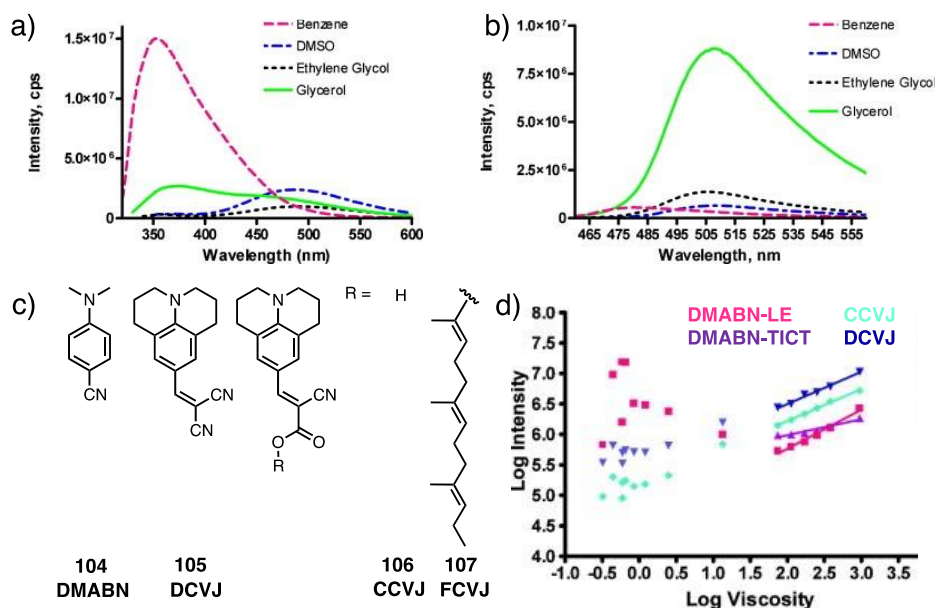 a)
Intensity, cps
1.5×10⁷
1.0×10⁷
5.0×10⁶
0
350 400 450 500 550 600
Wavelength (nm)
Benzene
DMSO
Ethylene Glycol
Glycerol
b)
Intensity, cps
1.0×10⁷
7.5×10⁶
5.0×10⁶
2.5×10⁶
0
465 475 485 495 505 515 525 535 545 555
Wavelength, nm
Benzene
DMSO
Ethylene Glycol
Glycerol
c)
N
CN
N
CN
CN
N
CN
O
O
R
R = H
104
DMABN
105
DCVJ
106
CCVJ
107
FCVJ
d)
DMABN-LE CCVJ
DMABN-TICT DCVJ
Log Intensity
8.0
7.5
7.0
6.5
6.0
5.5
5.0
4.5
4.0
-1.0 -0.5 0.0 0.5 1.0 1.5 2.0 2.5 3.0 3.5
Log Viscosity